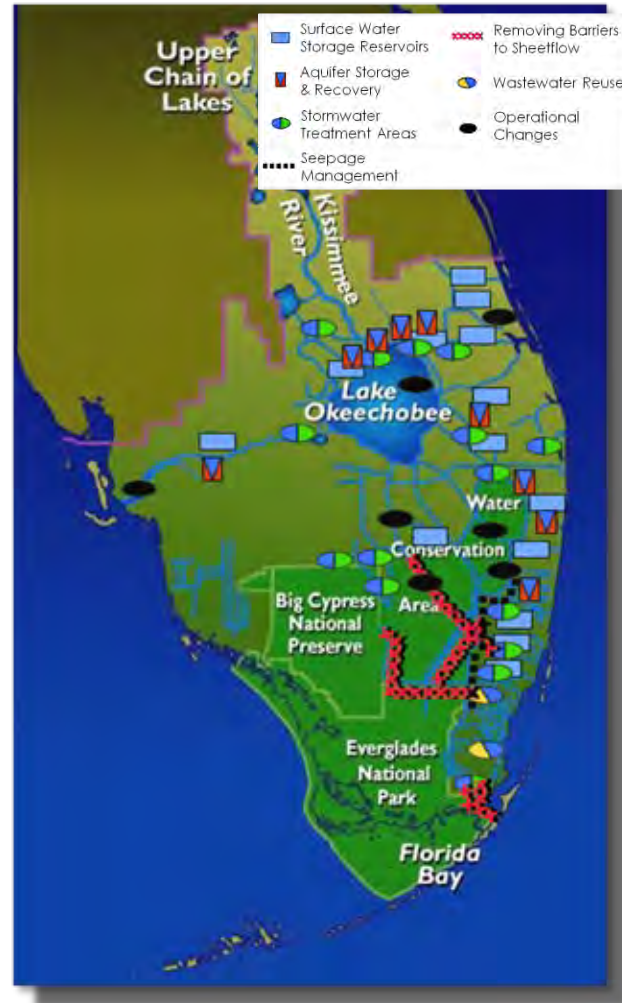 Surface Water
Storage Reservoirs
Aquifer Storage
& Recovery
Stormwater
Treatment Areas
Seepage
Management
Removing Barriers
to Sheetflow
Wastewater Reuse
Operational
Changes
Upper
Chain of
Lakes
Kissimmee
River
Lake
Okeechobee
Water
Conservation
Area
Big Cypress
National
Preserve
Everglades
National
Park
Florida
Bay